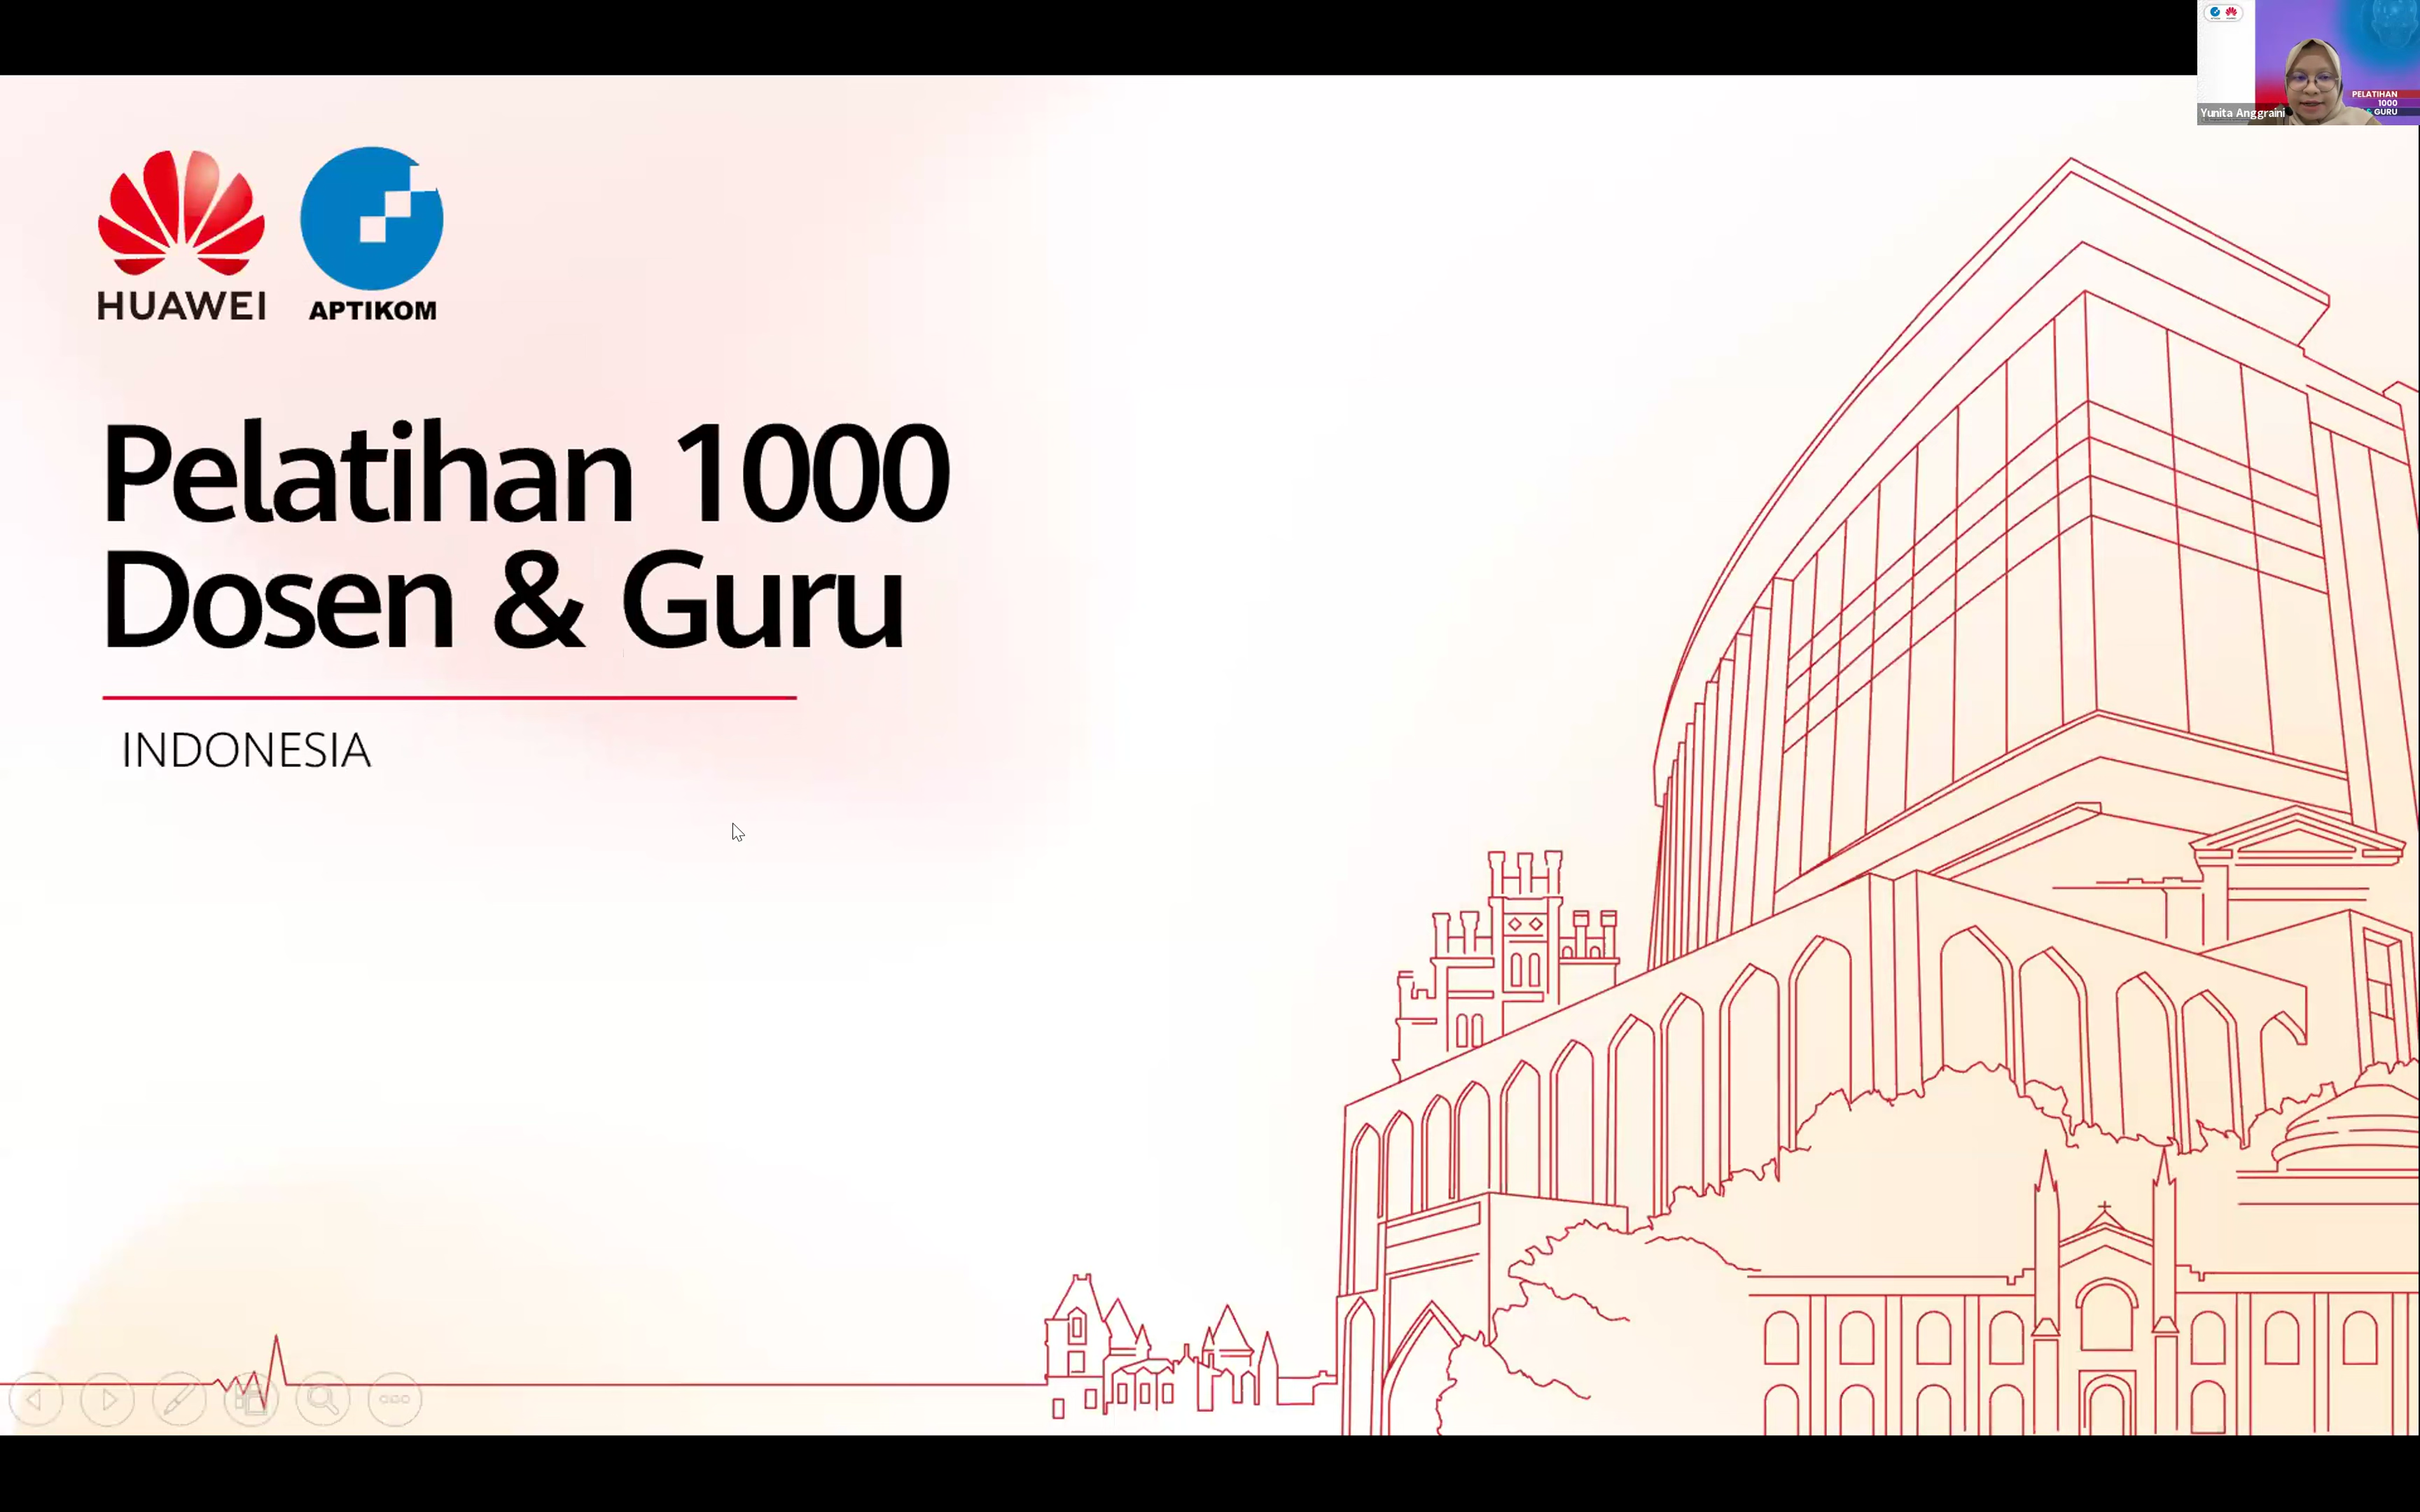 HUAWEI
APTIKOM
Pelatihan 1000
Dosen & Guru
INDONESIA
Yunita Anggraini
PELATIHAN
1000
GURU